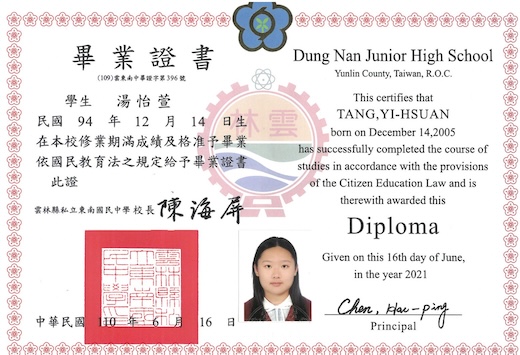 畢業證書
(109)雲東南中畢證字第396號
學生 湯怡萱
民國 94 年 12 月 14 日生
在本校修業期滿成績及格准予畢業
依國民教育法之規定給予畢業證書
此證
雲林縣私立東南國民中學 校長 陳海屏
中華民國 110 年 6 月 16 日
雲林
Dung Nan Junior High School
Yunlin County, Taiwan, R.O.C.
This certifies that
TANG,YI-HSUAN
born on December 14,2005
has successfully completed the course of
studies in accordance with the provisions
of the Citizen Education Law and is
therewith awarded this
Diploma
Given on this 16th day of June,
in the year 2021
Chen, Hai-ping
Principal